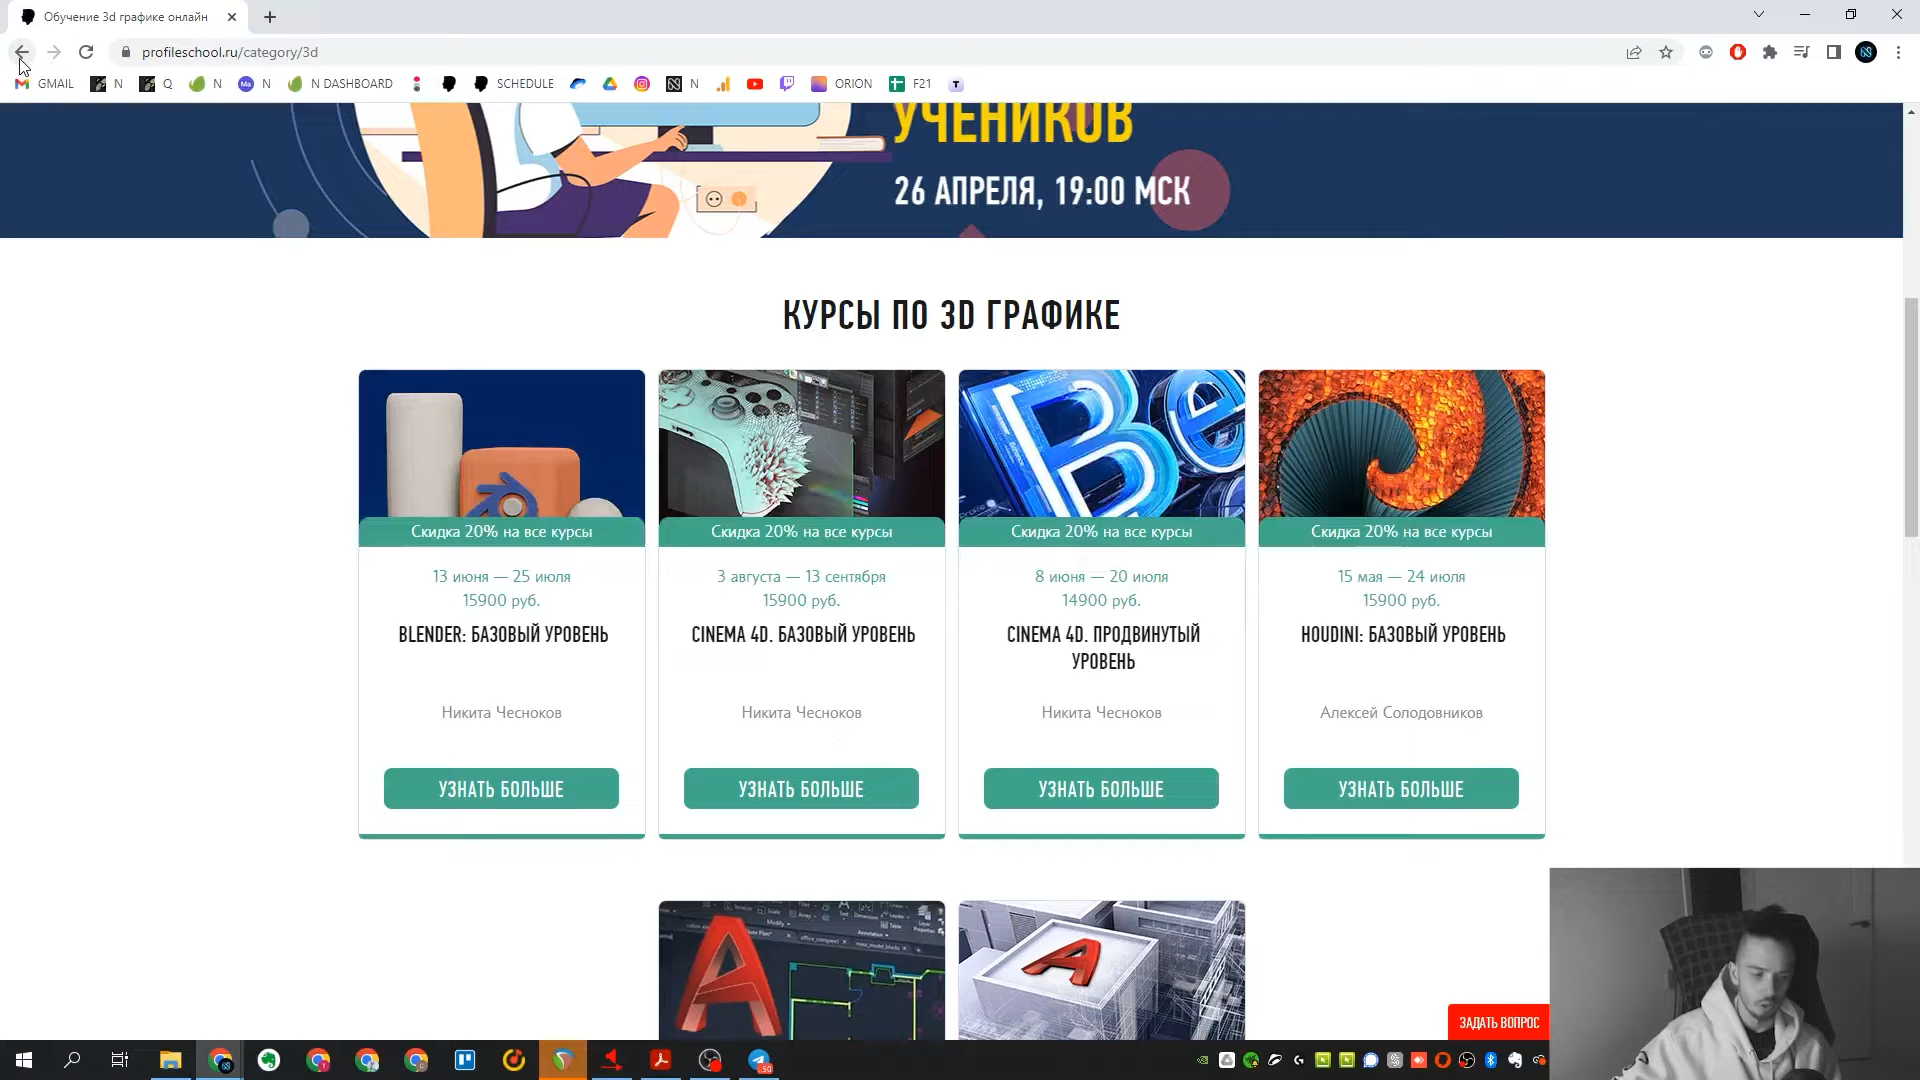 Обучение 3d графике онлайн
profileschool.ru/category/3d
GMAIL
N
Q
N
Ma
N
N DASHBOARD
SCHEDULE
N
ORION
F21
T
УЧЕНИКОВ
26 АПРЕЛЯ, 19:00 МСК
КУРСЫ ПО 3D ГРАФИКЕ
Be
Скидка 20% на все курсы
Скидка 20% на все курсы
Скидка 20% на все курсы
Скидка 20% на все курсы
13 июня — 25 июля
15900 руб.
BLENDER: БАЗОВЫЙ УРОВЕНЬ
Никита Чесноков
УЗНАТЬ БОЛЬШЕ
3 августа — 13 сентября
15900 руб.
CINEMA 4D. БАЗОВЫЙ УРОВЕНЬ
Никита Чесноков
УЗНАТЬ БОЛЬШЕ
8 июня — 20 июля
14900 руб.
CINEMA 4D. ПРОДВИНУТЫЙ
УРОВЕНЬ
Никита Чесноков
УЗНАТЬ БОЛЬШЕ
15 мая — 24 июля
15900 руб.
HOUDINI: БАЗОВЫЙ УРОВЕНЬ
Алексей Солодовников
УЗНАТЬ БОЛЬШЕ
ЗАДАТЬ ВОПРОС